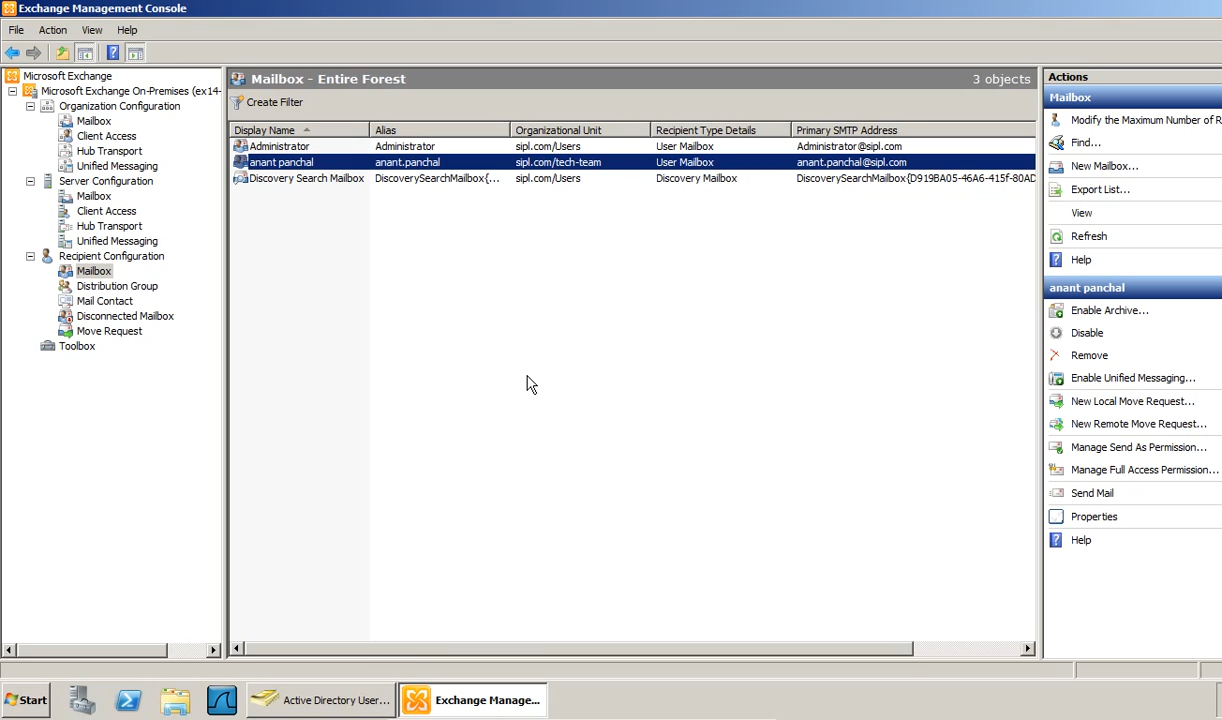 Exchange Management Console
File Action View Help
Microsoft Exchange
Microsoft Exchange On-Premises (ex14-
Organization Configuration
Mailbox
Client Access
Hub Transport
Unified Messaging
Server Configuration
Mailbox
Client Access
Hub Transport
Unified Messaging
Recipient Configuration
Mailbox
Distribution Group
Mail Contact
Disconnected Mailbox
Move Request
Toolbox
Mailbox - Entire Forest 3 objects
Create Filter
Display Name Alias Organizational Unit Recipient Type Details Primary SMTP Address
Administrator Administrator sipl.com/Users User Mailbox Administrator@sipl.com
anant panchal anant.panchal sipl.com/tech-team User Mailbox anant.panchal@sipl.com
Discovery Search Mailbox DiscoverySearchMailbox{... sipl.com/Users Discovery Mailbox DiscoverySearchMailbox{D919BA05-46A6-415f-80AD
Actions
Mailbox
Modify the Maximum Number of R
Find...
New Mailbox...
Export List...
View
Refresh
Help
anant panchal
Enable Archive...
Disable
Remove
Enable Unified Messaging...
New Local Move Request...
New Remote Move Request...
Manage Send As Permission...
Manage Full Access Permission...
Send Mail
Properties
Help
Start Active Directory User... Exchange Manage...